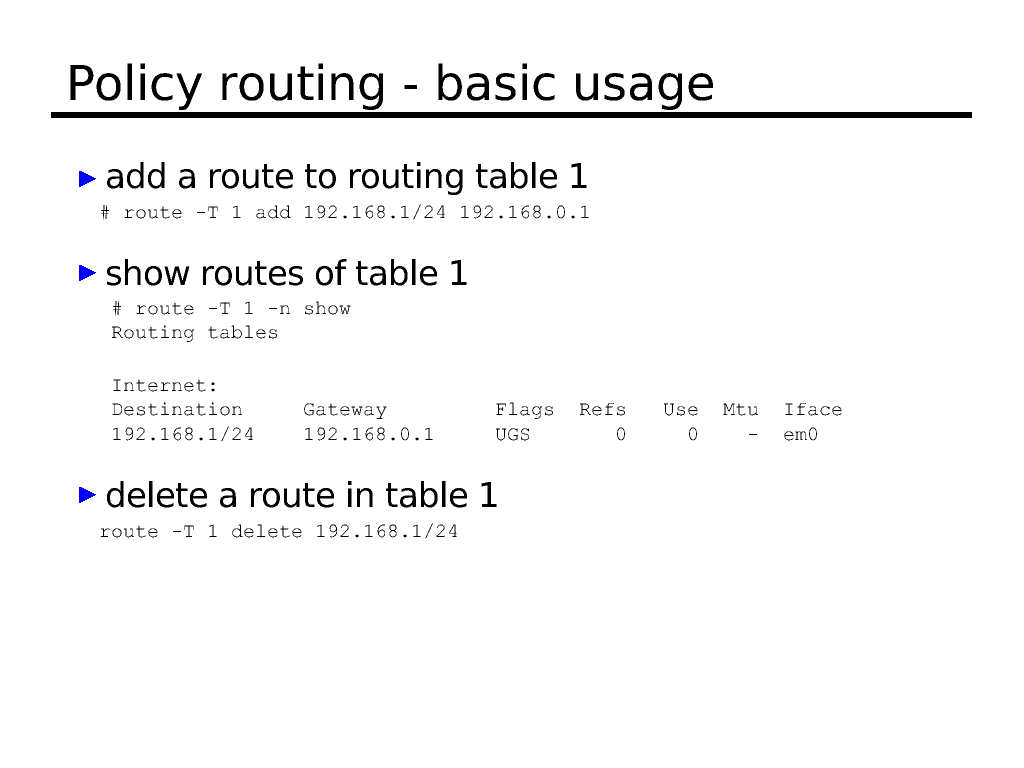 Policy routing - basic usage
add a route to routing table 1
# route -T 1 add 192.168.1/24 192.168.0.1
show routes of table 1
# route -T 1 -n show
Routing tables
Internet:
Destination     Gateway         Flags  Refs   Use  Mtu  Iface
192.168.1/24    192.168.0.1     UGS       0     0    -  em0
delete a route in table 1
route -T 1 delete 192.168.1/24